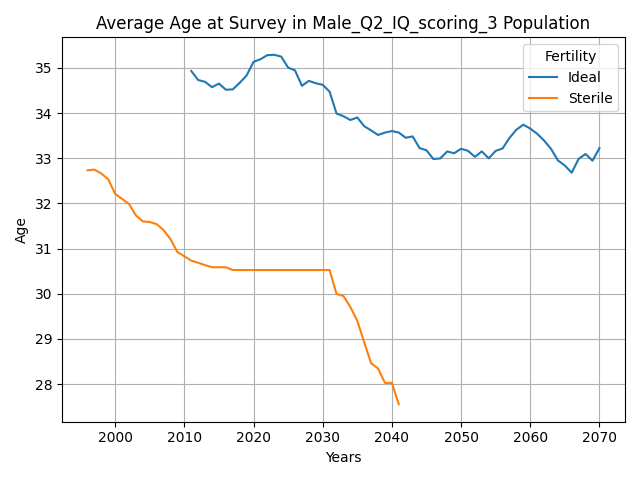 Average Age at Survey in Male_Q2_IQ_scoring_3 Population
Fertility
Ideal
Sterile
35
34
33
32
31
30
29
28
Age
2000 2010 2020 2030 2040 2050 2060 2070
Years